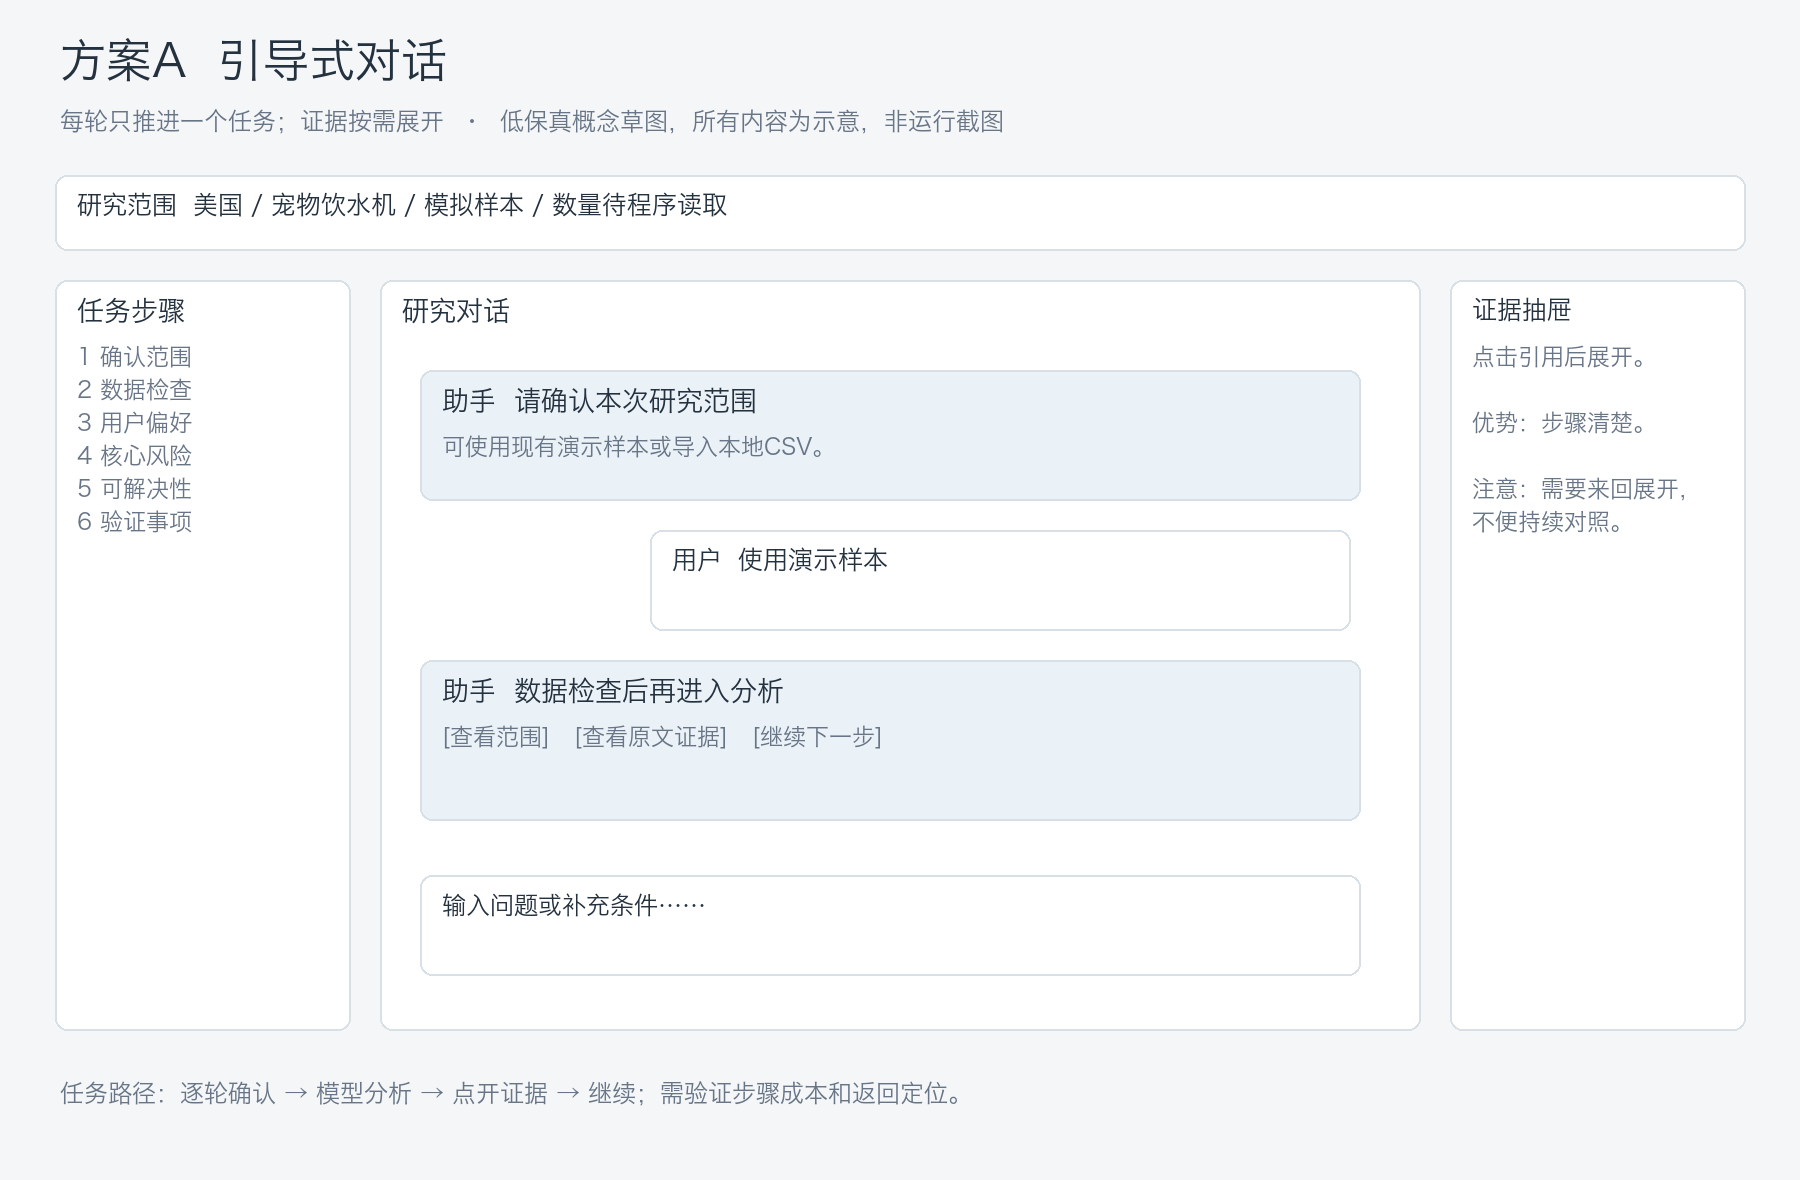 方案A 引导式对话
每轮只推进一个任务；证据按需展开 · 低保真概念草图，所有内容为示意，非运行截图
研究范围 美国 / 宠物饮水机 / 模拟样本 / 数量待程序读取
任务步骤
1 确认范围
2 数据检查
3 用户偏好
4 核心风险
5 可解决性
6 验证事项
研究对话
助手 请确认本次研究范围
可使用现有演示样本或导入本地CSV。
用户 使用演示样本
助手 数据检查后再进入分析
[查看范围] [查看原文证据] [继续下一步]
输入问题或补充条件……
证据抽屉
点击引用后展开。
优势：步骤清楚。
注意：需要来回展开，
不便持续对照。
任务路径：逐轮确认 → 模型分析 → 点开证据 → 继续；需验证步骤成本和返回定位。